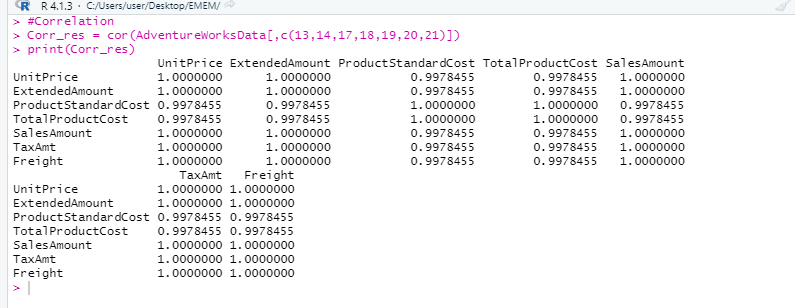 R 4.1.3 · C:/Users/user/Desktop/EMEM/
> #Correlation
> Corr_res = cor(AdventureWorksData[,c(13,14,17,18,19,20,21)])
> print(Corr_res)
                    UnitPrice ExtendedAmount ProductStandardCost TotalProductCost SalesAmount
UnitPrice           1.0000000      1.0000000           0.9978455        0.9978455   1.0000000
ExtendedAmount      1.0000000      1.0000000           0.9978455        0.9978455   1.0000000
ProductStandardCost 0.9978455      0.9978455           1.0000000        1.0000000   0.9978455
TotalProductCost    0.9978455      0.9978455           1.0000000        1.0000000   0.9978455
SalesAmount         1.0000000      1.0000000           0.9978455        0.9978455   1.0000000
TaxAmt              1.0000000      1.0000000           0.9978455        0.9978455   1.0000000
Freight             1.0000000      1.0000000           0.9978455        0.9978455   1.0000000
                       TaxAmt   Freight
UnitPrice           1.0000000 1.0000000
ExtendedAmount      1.0000000 1.0000000
ProductStandardCost 0.9978455 0.9978455
TotalProductCost    0.9978455 0.9978455
SalesAmount         1.0000000 1.0000000
TaxAmt              1.0000000 1.0000000
Freight             1.0000000 1.0000000
>